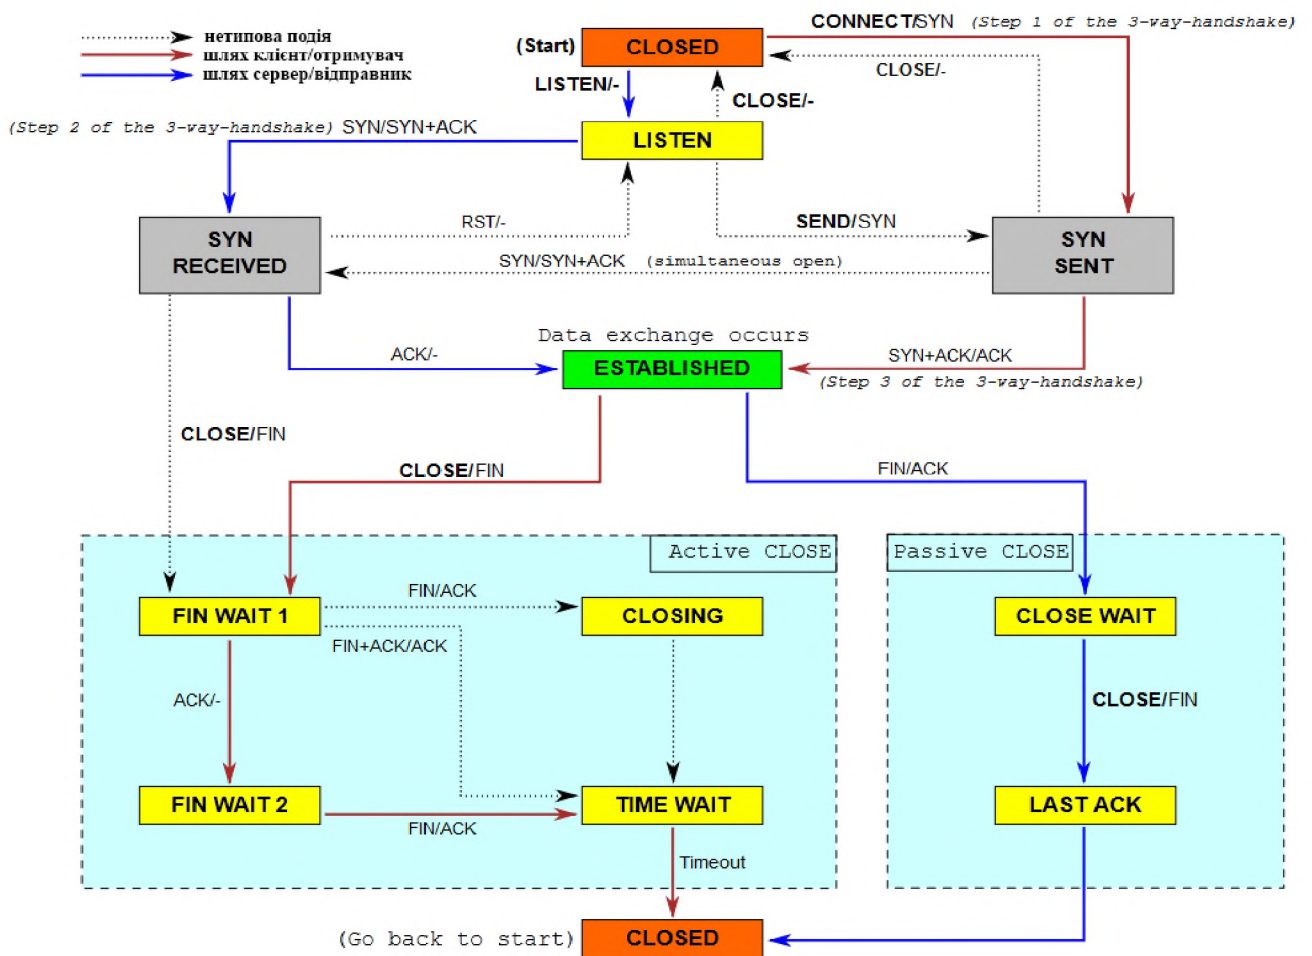 нетипова подія
шлях клієнт/отримувач
шлях сервер/відправник
CONNECT/SYN (Step 1 of the 3-way-handshake)
(Start)
CLOSED
CLOSE/-
LISTEN/-
CLOSE/-
(Step 2 of the 3-way-handshake) SYN/SYN+ACK
LISTEN
RST/-
SEND/SYN
SYN
RECEIVED
SYN
SENT
SYN/SYN+ACK (simultaneous open)
Data exchange occurs
ACK/-
ESTABLISHED
SYN+ACK/ACK
(Step 3 of the 3-way-handshake)
CLOSE/FIN
CLOSE/FIN
FIN/ACK
Active CLOSE
Passive CLOSE
FIN WAIT 1
FIN/ACK
CLOSING
CLOSE WAIT
FIN+ACK/ACK
ACK/-
CLOSE/FIN
FIN WAIT 2
FIN/ACK
TIME WAIT
LAST ACK
Timeout
(Go back to start)
CLOSED